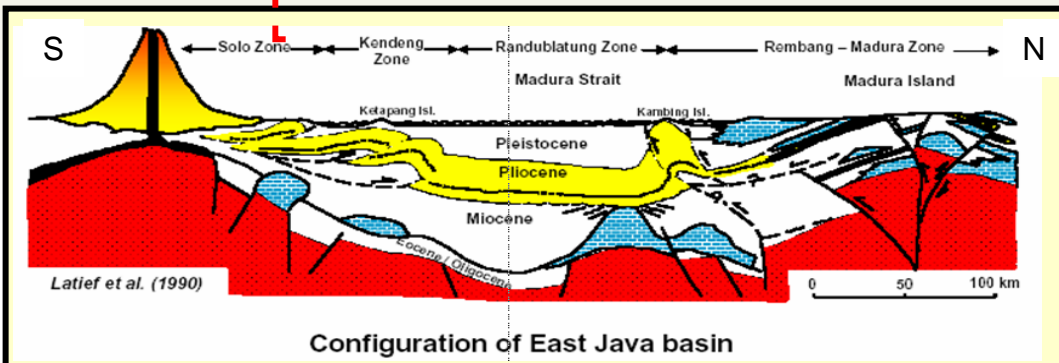 S
N
Solo Zone
Kendeng
Zone
Randublatung Zone
Rembang – Madura Zone
Madura Strait
Madura Island
Ketapang Isl.
Kambing Isl.
Pleistocene
Pliocene
Miocene
Eocene / Oligocene
Latief et al. (1990)
0 50 100 km
Configuration of East Java basin